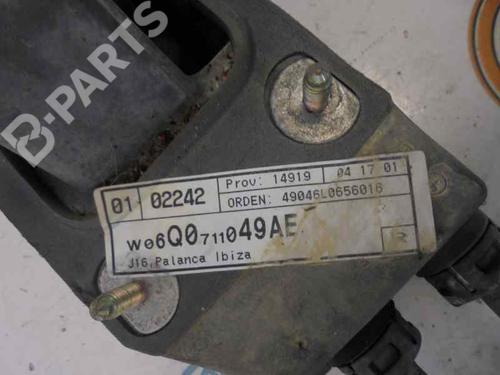 B-PARTS
01 02242 Prov: 14919 04 17 01
ORDEN: 49046L0656016
W06Q0711049AE
J16,Palanca Ibiza
R